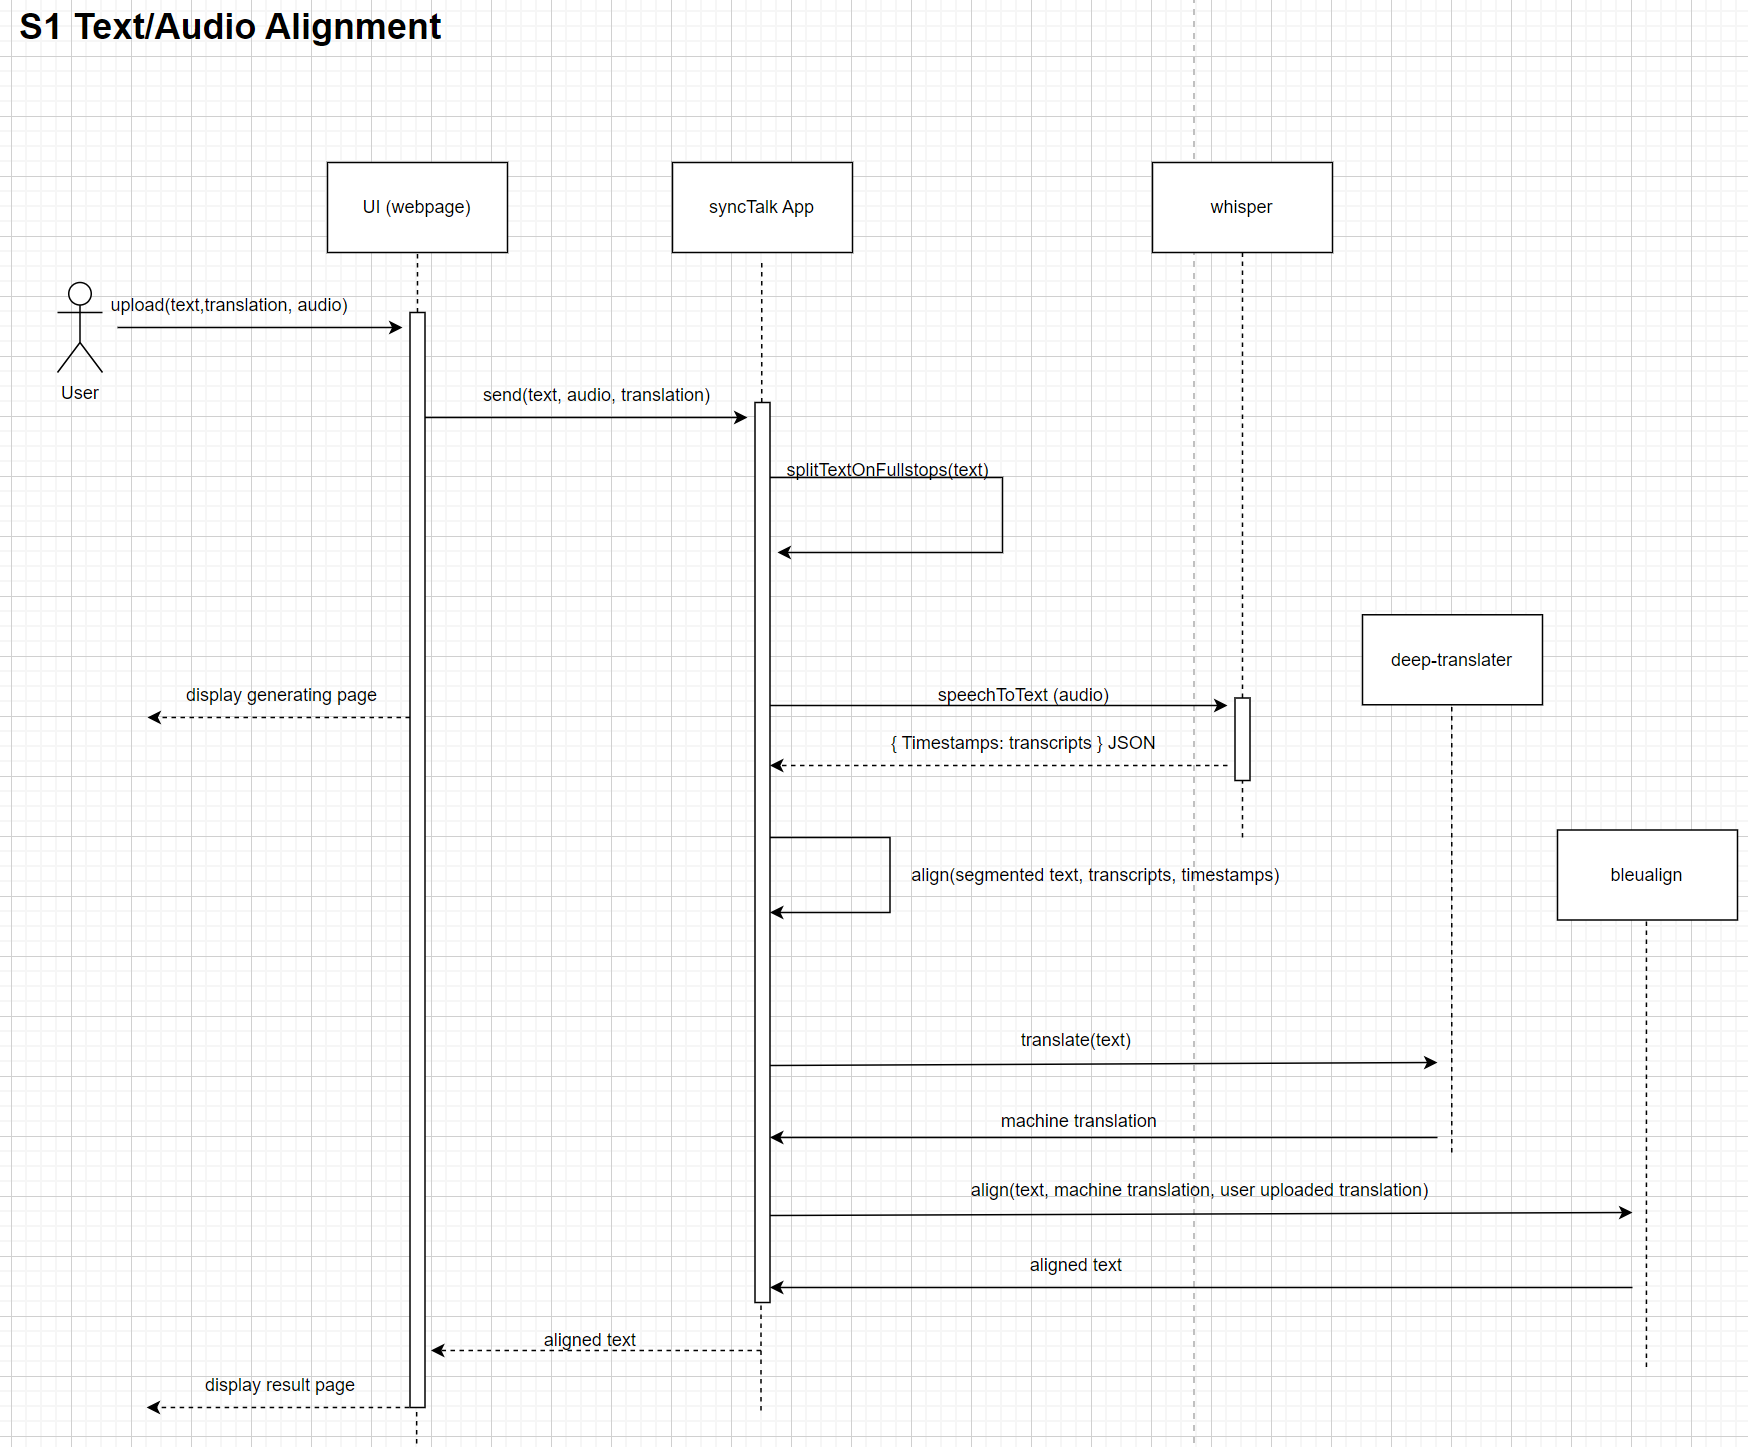 S1 Text/Audio Alignment
UI (webpage)
syncTalk App
whisper
upload(text,translation, audio)
User
send(text, audio, translation)
splitTextOnFullstops(text)
deep-translater
display generating page
speechToText (audio)
{ Timestamps: transcripts } JSON
align(segmented text, transcripts, timestamps)
bleualign
translate(text)
machine translation
align(text, machine translation, user uploaded translation)
aligned text
aligned text
display result page